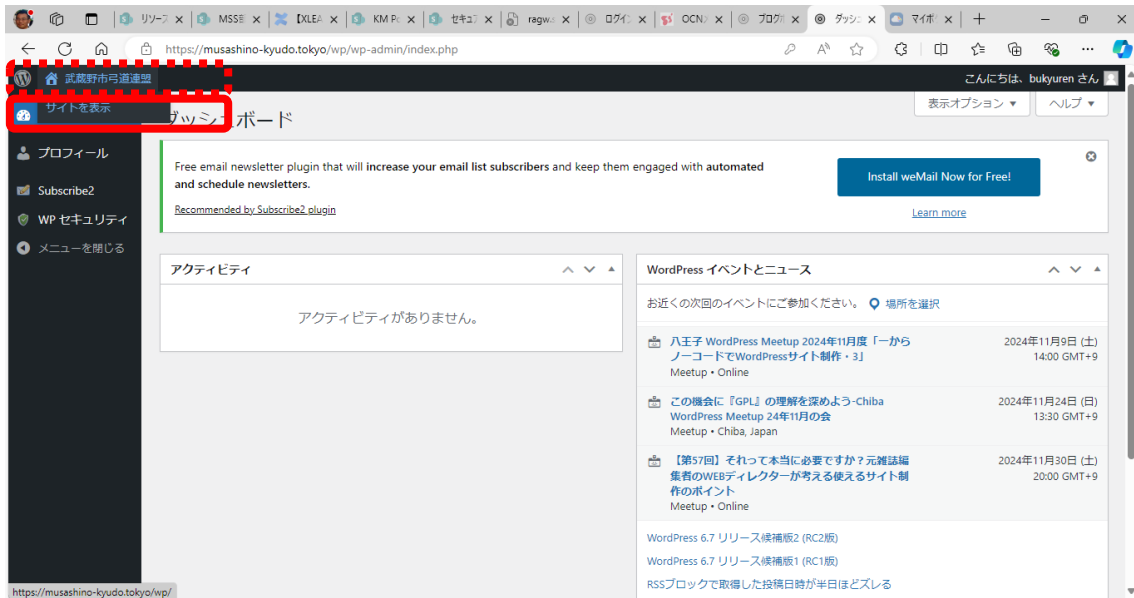 リソース
MSSE
【XLEA
KM Pc
セキュ
ragw.
ログイン
OCN
ブログ
ダッシ
マイポ
https://musashino-kyudo.tokyo/wp/wp-admin/index.php
武蔵野市弓道連盟
こんにちは、bukyuren さん
サイトを表示
ダッシュボード
表示オプション ▼
ヘルプ ▼
プロフィール
Subscribe2
WP セキュリティ
メニューを閉じる
Free email newsletter plugin that will increase your email list subscribers and keep them engaged with automated
and schedule newsletters.
Recommended by Subscribe2 plugin
Install weMail Now for Free!
Learn more
アクティビティ
アクティビティがありません。
WordPress イベントとニュース
お近くの次回のイベントにご参加ください。 場所を選択
八王子 WordPress Meetup 2024年11月度「一から
ノーコードでWordPressサイト制作・3」
Meetup • Online
2024年11月9日 (土)
14:00 GMT+9
この機会に『GPL』の理解を深めよう-Chiba
WordPress Meetup 24年11月の会
Meetup • Chiba, Japan
2024年11月24日 (日)
13:30 GMT+9
【第57回】それって本当に必要ですか？元雑誌編
集者のWEBディレクターが考える使えるサイト制
作のポイント
Meetup • Online
2024年11月30日 (土)
20:00 GMT+9
WordPress 6.7 リリース候補版2 (RC2版)
WordPress 6.7 リリース候補版1 (RC1版)
RSSブロックで取得した投稿日時が半日ほどズレる
https://musashino-kyudo.tokyo/wp/